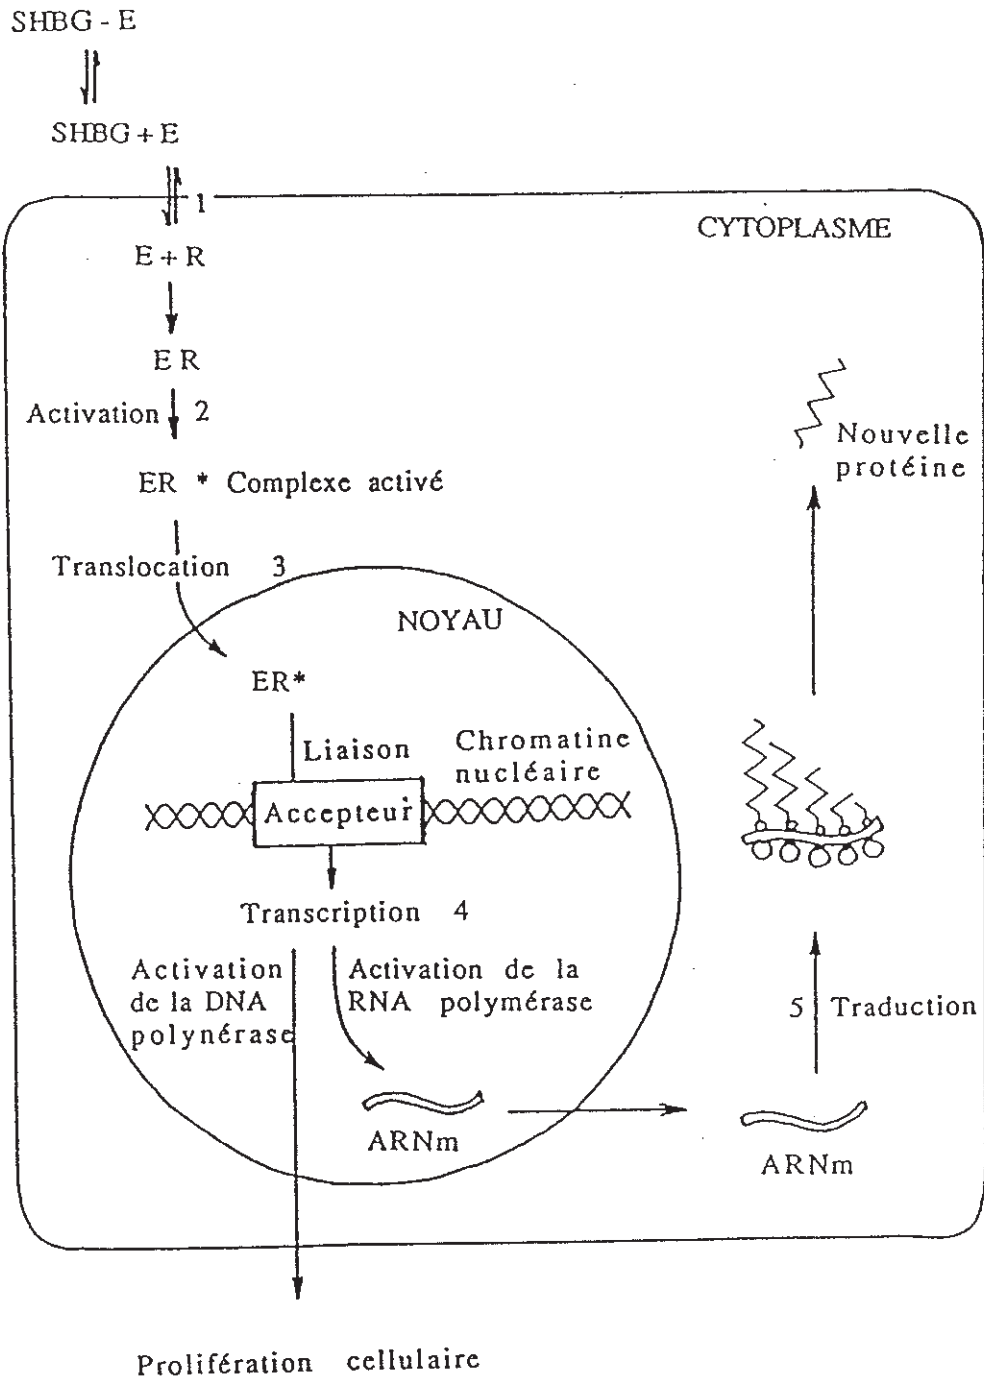 SHBG - E
SHBG + E
1
CYTOPLASME
E + R
E R
Activation 2
ER * Complexe activé
Translocation 3
NOYAU
ER*
Liaison
Chromatine
nucléaire
Accepteur
Transcription 4
Activation
de la DNA
polynérase
Activation de la
RNA polymérase
ARNm
Nouvelle
protéine
5 Traduction
ARNm
Prolifération cellulaire